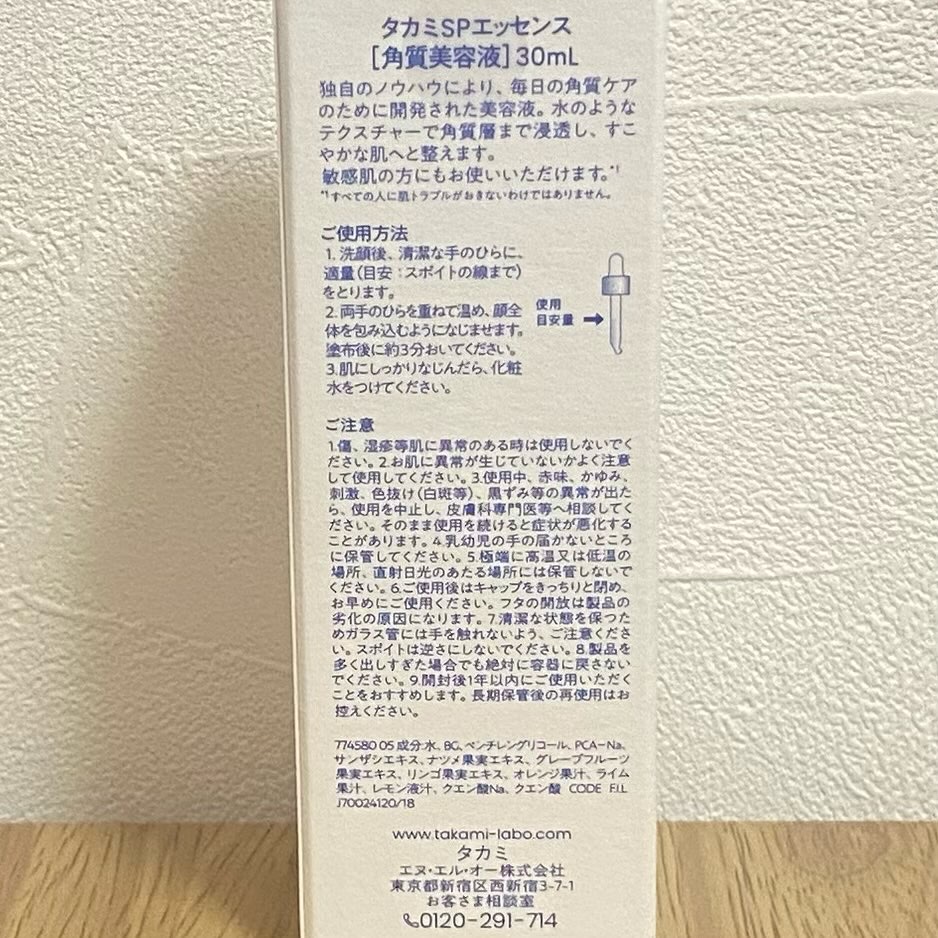 タカミSPエッセンス
[角質美容液] 30mL
独自のノウハウにより、毎日の角質ケア
のために開発された美容液。水のような
テクスチャーで角質層まで浸透し、すこ
やかな肌へと整えます。
敏感肌の方にもお使いいただけます。*1
*1すべての人に肌トラブルがおきないわけではありません。
ご使用方法
1. 洗顔後、清潔な手のひらに、
適量(目安:スポイトの線まで)
をとります。
2. 両手のひらを重ねて温め、顔全
体を包み込むようになじませます。
塗布後に約3分おいてください。
3.肌にしっかりなじんだら、化粧
水をつけてください。
使用
目安量
ご注意
1.傷、湿疹等肌に異常のある時は使用しないでく
ださい。2.お肌に異常が生じていないかよく注意
して使用してください。3.使用中、赤味、かゆみ、
刺激、色抜け(白斑等)、黒ずみ等の異常が出た
ら、使用を中止し、皮膚科専門医等へ相談してく
ださい。そのまま使用を続けると症状が悪化する
ことがあります。4.乳幼児の手の届かないところ
に保管してください。5.極端に高温又は低温の
場所、直射日光のあたる場所には保管しないで
ください。6.ご使用後はキャップをきっちりと閉め、
お早めにご使用ください。フタの開放は製品の
劣化の原因になります。7.清潔な状態を保つた
めガラス管には手を触れないよう、ご注意くださ
い。スポイトは逆さにしないでください。8.製品を
多く出しすぎた場合でも絶対に容器に戻さない
でください。9.開封後1年以内にご使用いただく
ことをおすすめします。長期保管後の再使用はお
控えください。
774580 05 成分:水、BG、ペンチレングリコール、PCA-Na、
サンザシエキス、ナツメ果実エキス、グレープフルーツ
果実エキス、リンゴ果実エキス、オレンジ果汁、ライム
果汁、レモン液汁、クエン酸Na、クエン酸 CODE F.I.L
J70024120/18
www.takami-labo.com
タカミ
エヌ・エル・オー株式会社
東京都新宿区西新宿3-7-1
お客さま相談室
0120-291-714